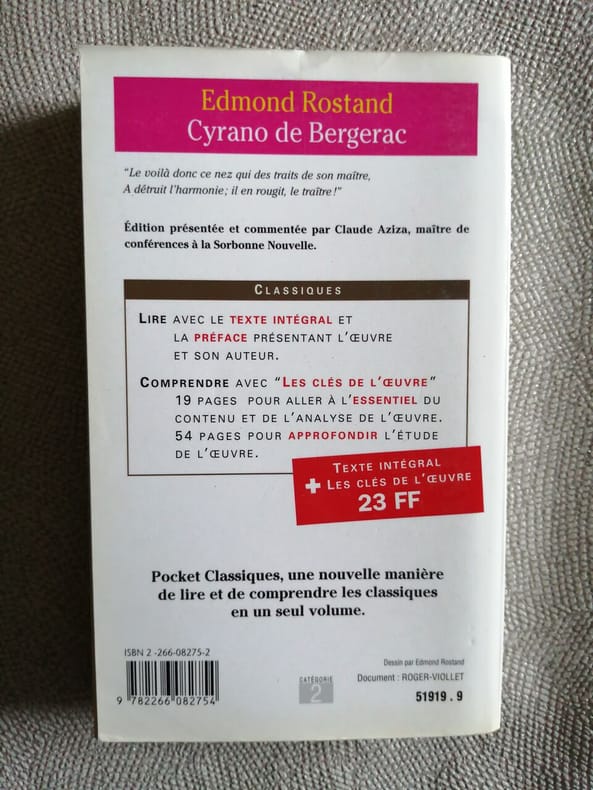 Edmond Rostand
Cyrano de Bergerac
“Le voilà donc ce nez qui des traits de son maître,
A détruit l'harmonie; il en rougit, le traître !”
Édition présentée et commentée par Claude Aziza, maître de
conférences à la Sorbonne Nouvelle.
CLASSIQUES
LIRE AVEC LE TEXTE INTÉGRAL ET
LA PRÉFACE PRÉSENTANT L'ŒUVRE
ET SON AUTEUR.
COMPRENDRE AVEC “LES CLÉS DE L'ŒUVRE”
19 PAGES POUR ALLER À L'ESSENTIEL DU
CONTENU ET DE L'ANALYSE DE L'ŒUVRE.
54 PAGES POUR APPROFONDIR L'ÉTUDE
DE L'ŒUVRE.
TEXTE INTÉGRAL
+ LES CLÉS DE L'ŒUVRE
23 FF
Pocket Classiques, une nouvelle manière
de lire et de comprendre les classiques
en un seul volume.
ISBN 2 -266-08275-2
9 782266 082754
CATÉGORIE
2
Dessin par Edmond Rostand
Document : ROGER-VIOLLET
51919 . 9